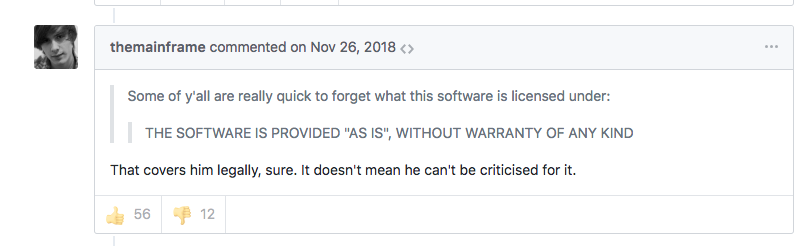 themainframe commented on Nov 26, 2018 <>
Some of y'all are really quick to forget what this software is licensed under:
THE SOFTWARE IS PROVIDED "AS IS", WITHOUT WARRANTY OF ANY KIND
That covers him legally, sure. It doesn't mean he can't be criticised for it.
56 12